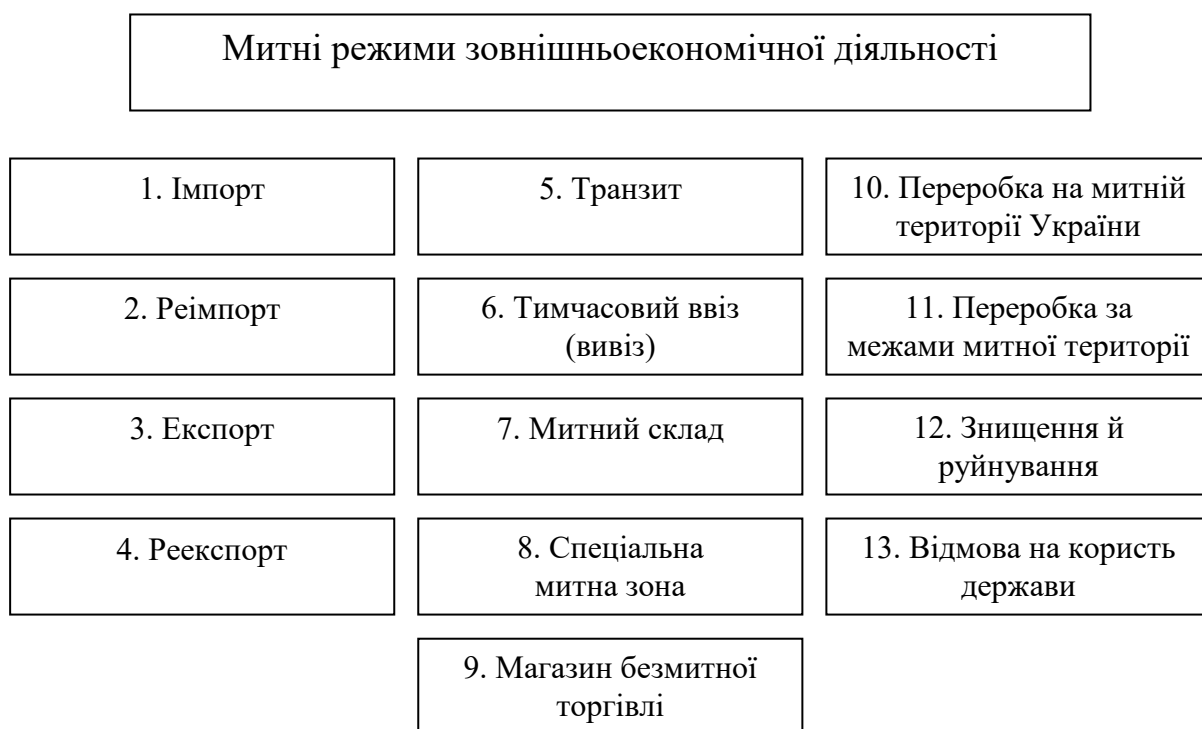 Митні режими зовнішньоекономічної діяльності
1. Імпорт
2. Реімпорт
3. Експорт
4. Реекспорт
5. Транзит
6. Тимчасовий ввіз
(вивіз)
7. Митний склад
8. Спеціальна
митна зона
9. Магазин безмитної
торгівлі
10. Переробка на митній
території України
11. Переробка за
межами митної території
12. Знищення й
руйнування
13. Відмова на користь
держави